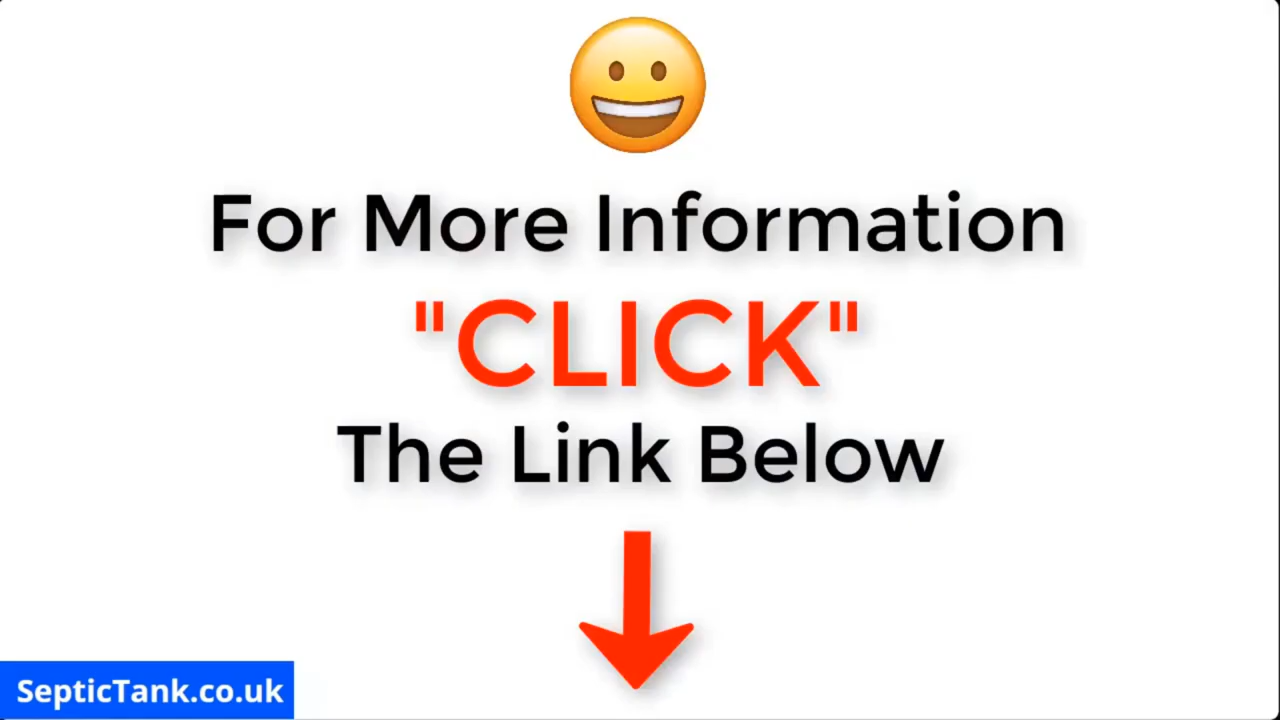 For More Information
"CLICK"
The Link Below
SepticTank.co.uk